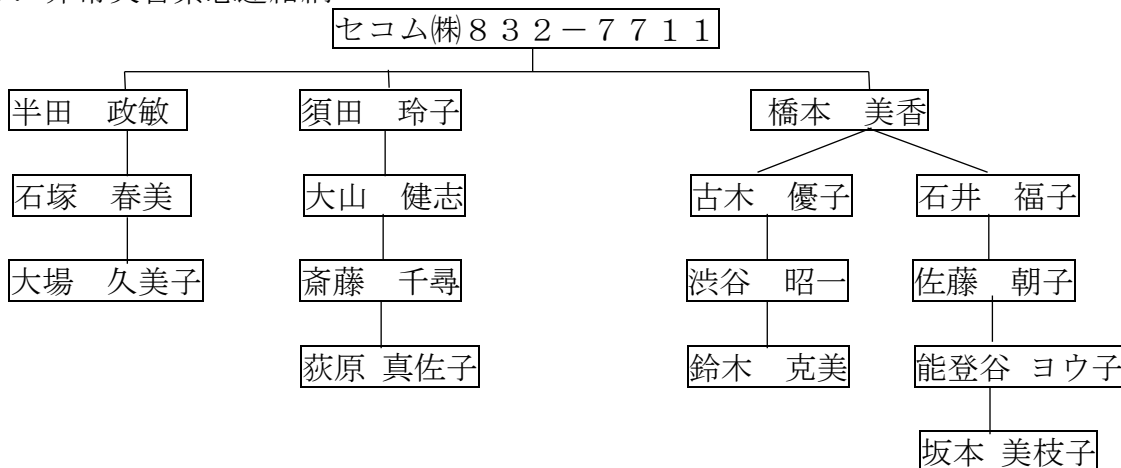 セコム㈱８３２－７７１１
半田　政敏　須田　玲子　橋本　美香
石塚　春美　大山　健志　古木　優子　石井　福子
大場　久美子　斎藤　千尋　渋谷　昭一　佐藤　朝子
荻原 真佐子　鈴木　克美　能登谷 ヨウ子
坂本 美枝子